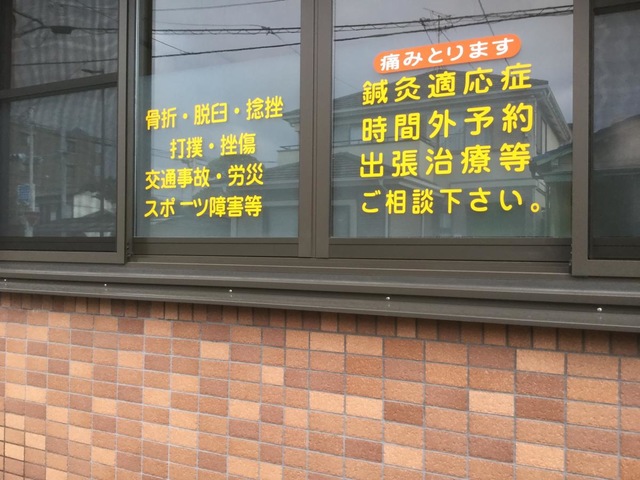 骨折・脱臼・捻挫
打撲・挫傷
交通事故・労災
スポーツ障害等
痛みとります
鍼灸適応症
時間外予約
出張治療等
ご相談下さい。